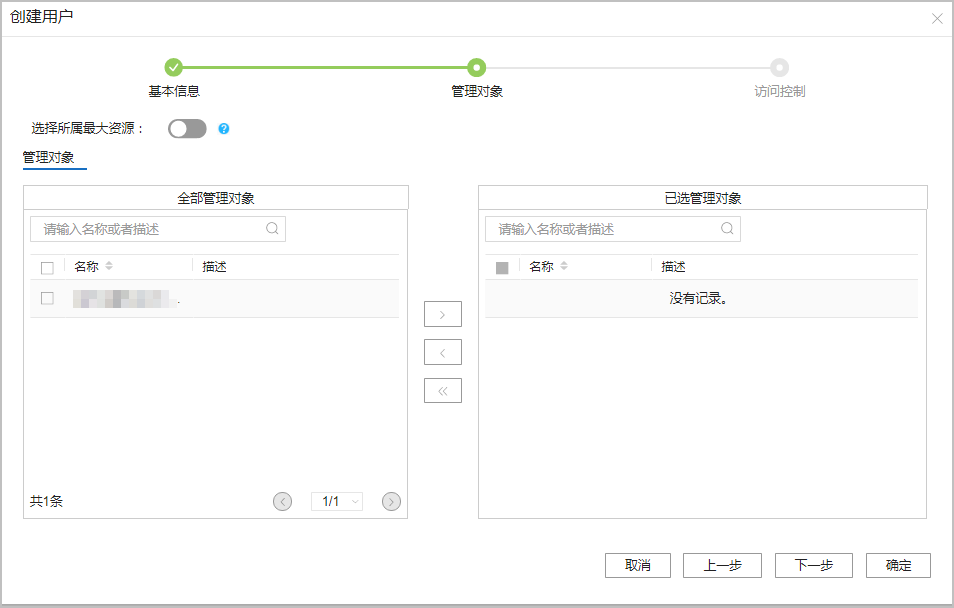 创建用户
基本信息 管理对象 访问控制
选择所属最大资源：
管理对象
全部管理对象
请输入名称或者描述
名称 描述
共1条
1/1
已选管理对象
请输入名称或者描述
名称 描述
没有记录。
取消 上一步 下一步 确定